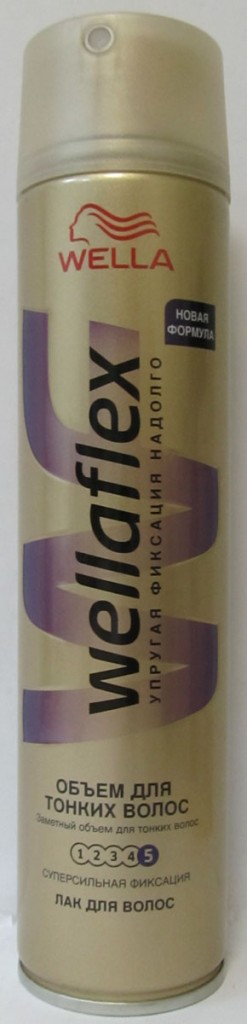 WELLA
НОВАЯ
ФОРМУЛА
wellaflex
УПРУГАЯ ФИКСАЦИЯ НАДОЛГО
ОБЪЕМ ДЛЯ
ТОНКИХ ВОЛОС
Заметный объем для тонких волос
1 2 3 4 5
СУПЕРСИЛЬНАЯ ФИКСАЦИЯ
ЛАК ДЛЯ ВОЛОС